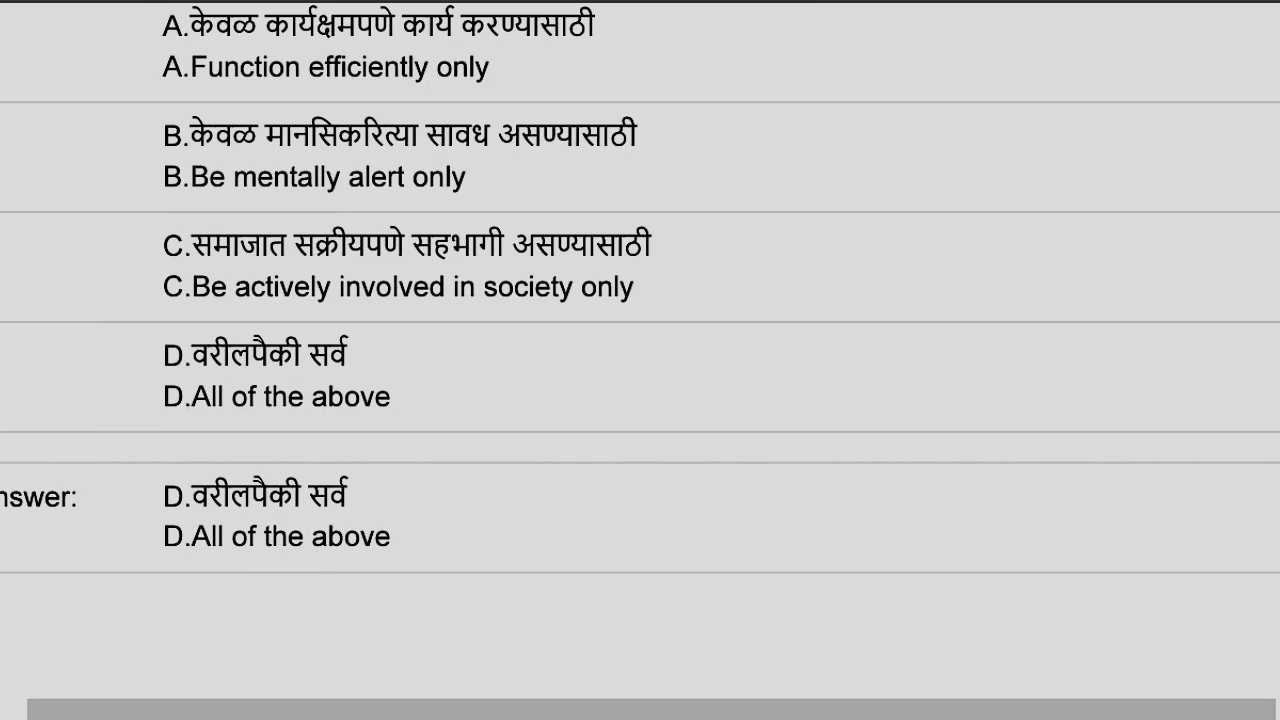 A.केवळ कार्यक्षमपणे कार्य करण्यासाठी
A.Function efficiently only
B.केवळ मानसिकरित्या सावध असण्यासाठी
B.Be mentally alert only
C.समाजात सक्रीयपणे सहभागी असण्यासाठी
C.Be actively involved in society only
D.वरीलपैकी सर्व
D.All of the above
nswer: D.वरीलपैकी सर्व
D.All of the above